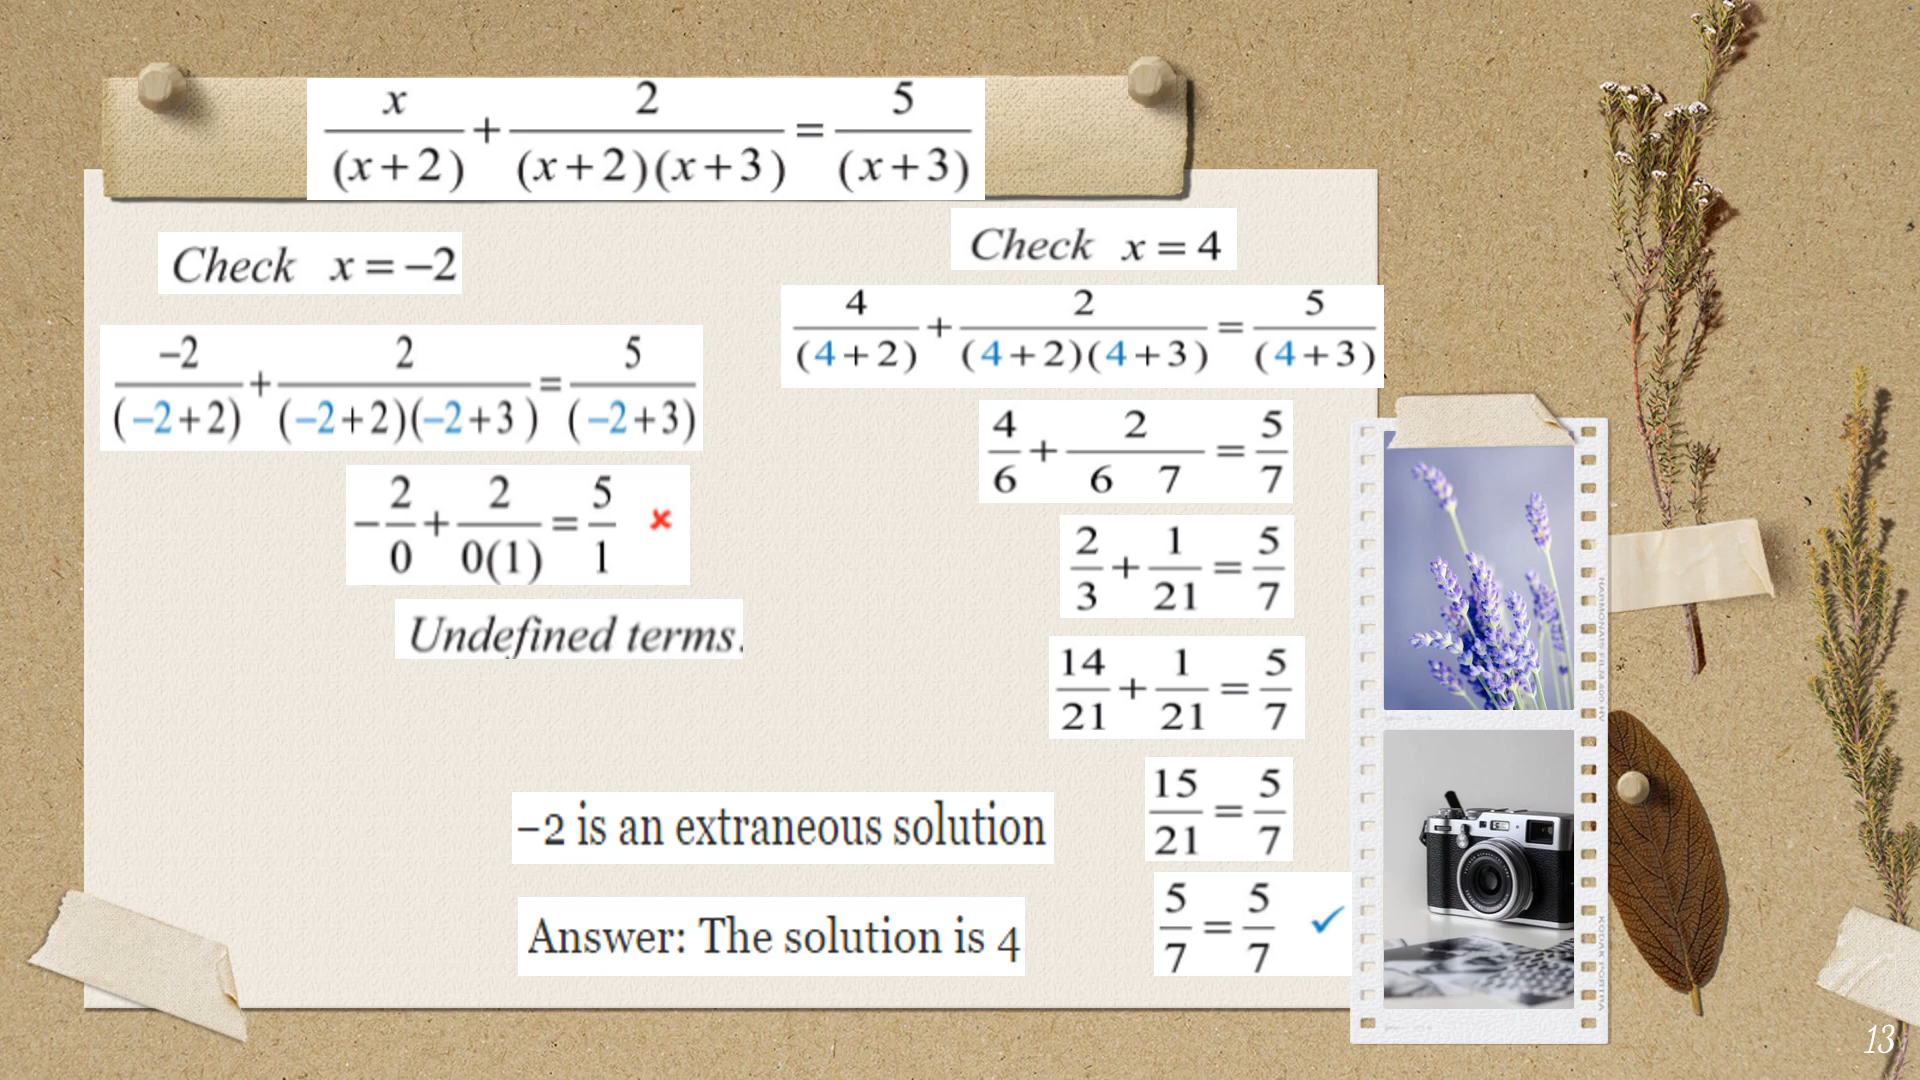 x/(x+2) + 2/((x+2)(x+3)) = 5/(x+3)
Check x = −2
−2/(−2+2) + 2/((−2+2)(−2+3)) = 5/(−2+3)
−2/0 + 2/0(1) = 5/1 ×
Undefined terms.
Check x = 4
4/(4+2) + 2/((4+2)(4+3)) = 5/(4+3)
4/6 + 2/(6 7) = 5/7
2/3 + 1/21 = 5/7
14/21 + 1/21 = 5/7
15/21 = 5/7
5/7 = 5/7 ✓
−2 is an extraneous solution
Answer: The solution is 4
13